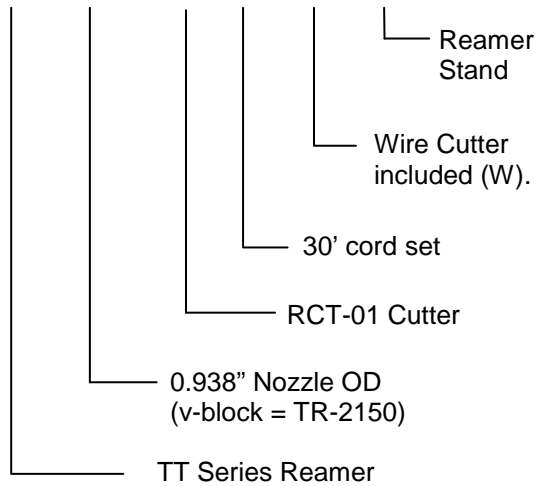 Reamer
Stand
Wire Cutter
included (W).
30’ cord set
RCT-01 Cutter
0.938” Nozzle OD
(v-block = TR-2150)
TT Series Reamer